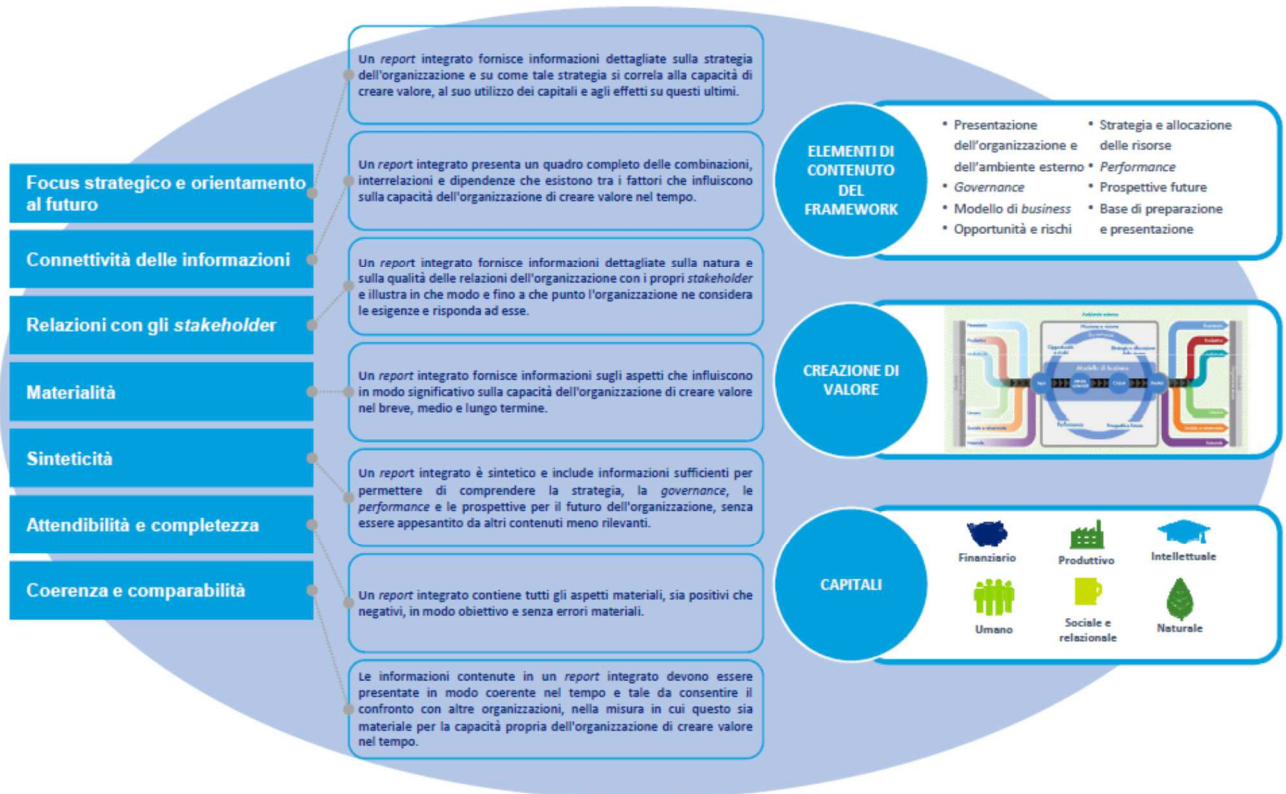 Focus strategico e orientamento
al futuro
Connettività delle informazioni
Relazioni con gli stakeholder
Materialità
Sinteticità
Attendibilità e completezza
Coerenza e comparabilità
Un report integrato fornisce informazioni dettagliate sulla strategia
dell'organizzazione e su come tale strategia si correla alla capacità di
creare valore, al suo utilizzo dei capitali e agli effetti su questi ultimi.
Un report integrato presenta un quadro completo delle combinazioni,
interrelazioni e dipendenze che esistono tra i fattori che influiscono
sulla capacità dell'organizzazione di creare valore nel tempo.
Un report integrato fornisce informazioni dettagliate sulla natura e
sulla qualità delle relazioni dell'organizzazione con i propri stakeholder
e illustra in che modo e fino a che punto l'organizzazione ne considera
le esigenze e risponda ad esse.
Un report integrato fornisce informazioni sugli aspetti che influiscono
in modo significativo sulla capacità dell'organizzazione di creare valore
nel breve, medio e lungo termine.
Un report integrato è sintetico e include informazioni sufficienti per
permettere di comprendere la strategia, la governance, le
performance e le prospettive per il futuro dell'organizzazione, senza
essere appesantito da altri contenuti meno rilevanti.
Un report integrato contiene tutti gli aspetti materiali, sia positivi che
negativi, in modo obiettivo e senza errori materiali.
Le informazioni contenute in un report integrato devono essere
presentate in modo coerente nel tempo e tale da consentire il
confronto con altre organizzazioni, nella misura in cui questo sia
materiale per la capacità propria dell'organizzazione di creare valore
nel tempo.
ELEMENTI DI
CONTENUTO
DEL
FRAMEWORK
• Presentazione
dell'organizzazione e
dell'ambiente esterno
• Governance
• Modello di business
• Opportunità e rischi
• Strategia e allocazione
delle risorse
• Performance
• Prospettive future
• Base di preparazione
e presentazione
CREAZIONE DI
VALORE
Ambiente esterno
Modello di business
CAPITALI
Finanziario
Produttivo
Intellettuale
Umano
Sociale e
relazionale
Naturale